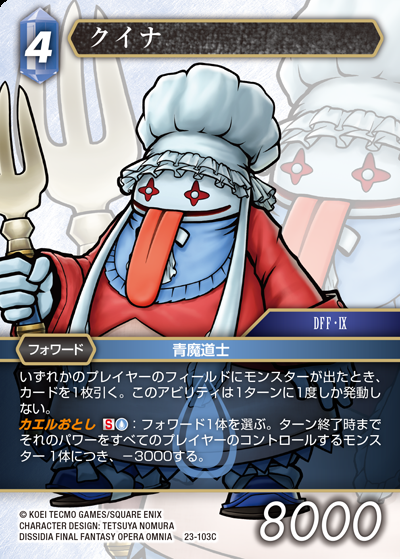 4
クイナ
DFF・IX
フォワード
青魔道士
いずれかのプレイヤーのフィールドにモンスターが出たとき、
カードを1枚引く。このアビリティは1ターンに1度しか発動し
ない。
カエルおとし S：フォワード1体を選ぶ。ターン終了時まで
それのパワーをすべてのプレイヤーのコントロールするモンス
ター1体につき、－3000する。
© KOEI TECMO GAMES/SQUARE ENIX
CHARACTER DESIGN: TETSUYA NOMURA
DISSIDIA FINAL FANTASY OPERA OMNIA
23-103C
8000